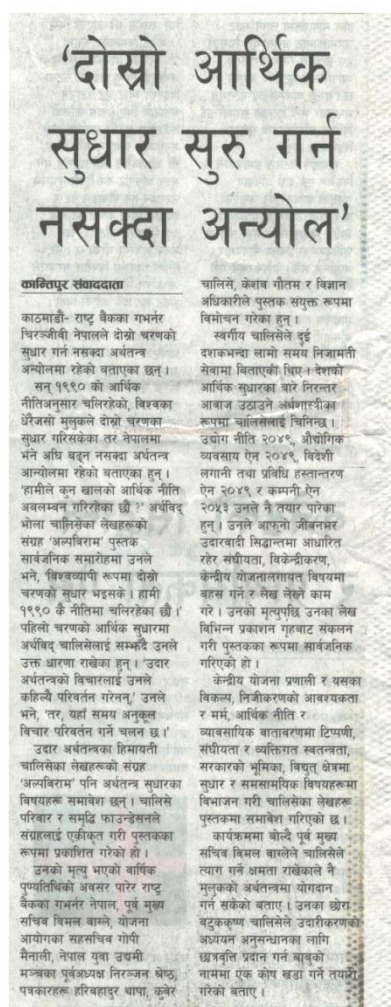 ‘दोस्रो आर्थिक
सुधार सुरु गर्न
नसक्दा अन्योल’
कान्तिपुर संवाददाता
काठमाडौं- राष्ट्र बैंकका गभर्नर
चिरञ्जीवी नेपालले दोस्रो चरणको
सुधार गर्न नसक्दा अर्थतन्त्र
अन्योलमा रहेको बताएका छन् ।
सन् १९९० को आर्थिक
नीतिअनुसार चलिरहेको, विश्वका
धेरैजसो मुलुकले दोस्रो चरणका
सुधार गरिसकेका तर नेपालमा
भने अघि बढ्न नसक्दा अर्थतन्त्र
आन्योलमा रहेको बताएका हुन् ।
‘हामीले कुन खालको आर्थिक नीति
अवलम्बन गरिरहेका छौं ?’ अर्थविद्
भोला चालिसेका लेखहरूको
संग्रह ‘अल्पविराम’ पुस्तक
सार्वजनिक समारोहमा उनले
भने, ‘विश्वव्यापी रूपमा दोस्रो
चरणको सुधार भइसके । हामी
१९९० कै नीतिमा चलिरहेका छौं ।’
पहिलो चरणको आर्थिक सुधारमा
अर्थविद् चालिसेलाई सम्झँदै उनले
उक्त धारणा राखेका हुन् । ‘उदार
अर्थतन्त्रको विचारलाई उनले
कहिल्यै परिवर्तन गरेनन्,’ उनले
भने, ‘तर, यहाँ समय अनुकूल
विचार परिवर्तन गर्ने चलन छ ।’
उदार अर्थतन्त्रका हिमायती
चालिसेका लेखहरूको संग्रह
‘अल्पविराम’ पनि अर्थतन्त्र सुधारका
विषयहरू समावेश छन् । चालिसे
परिवार र समृद्धि फाउन्डेसनले
संग्रहलाई एकीकृत गरी पुस्तकका
रूपमा प्रकाशित गरेको हो ।
उनको मृत्यु भएको वार्षिक
पुण्यतिथिको अवसर पारेर राष्ट्र
बैंकका गभर्नर नेपाल, पूर्व मुख्य
सचिव विमल वाग्ले, योजना
आयोगका सहसचिव गोपी
मैनाली, नेपाल युवा उद्यमी
मञ्चका पूर्वअध्यक्ष निरञ्जन श्रेष्ठ,
पत्रकारहरू हरिबहादुर थापा, कुबेर
चालिसे, केशव गौतम र विज्ञान
अधिकारीले पुस्तक संयुक्त रूपमा
विमोचन गरेका हुन् ।
स्वर्गीय चालिसेले दुई
दशकभन्दा लामो समय निजामती
सेवामा बिताएकी थिए । देशको
आर्थिक सुधारका बारे निरन्तर
आवाज उठाउने अर्थशास्त्रीका
रूपमा चालिसेलाई चिनिन्छ ।
उद्योग नीति २०४९, औद्योगिक
व्यवसाय ऐन २०४९, विदेशी
लगानी तथा प्रविधि हस्तान्तरण
ऐन २०४९ र कम्पनी ऐन
२०५३ उनले नै तयार पारेका
हुन् । उनले आफूनो जीवनभर
उदारवादी सिद्धान्तमा आधारित
रहेर संघीयता, विकेन्द्रीकरण,
केन्द्रीय योजनालगायत विषयमा
बहस गर्ने र लेख लेख्ने काम
गरे । उनको मृत्युपछि उनका लेख
विभिन्न प्रकाशन गृहबाट संकलन
गरी पुस्तकका रूपमा सार्वजनिक
गरिएको हो ।
केन्द्रीय योजना प्रणाली र यसका
विकल्प, निजीकरणको आवश्यकता
र मर्म, आर्थिक नीति र
व्यावसायिक वातावरणमा टिप्पणी,
संघीयता र व्यक्तिगत स्वतन्त्रता,
सरकारको भूमिका, विद्युत् क्षेत्रमा
सुधार र समसामयिक विषयहरूमा
विभाजन गरी चालिसेका लेखहरू
पुस्तकमा समावेश गरिएको छ ।
कार्यक्रममा बोल्दै पूर्व मुख्य
सचिव विमल वाग्लेले चालिसेले
त्याग गर्ने क्षमता राखेकाले नै
मुलुकको अर्थतन्त्रमा योगदान
गर्न सकेको बताए । उनका छोरा
बटुककृष्ण चालिसेले उदारीकरणको
अध्ययन अनुसन्धानका लागि
छात्रवृत्ति प्रदान गर्न बाबुको
नाममा एक कोष खडा गर्ने तयारी
गरेको बताए ।